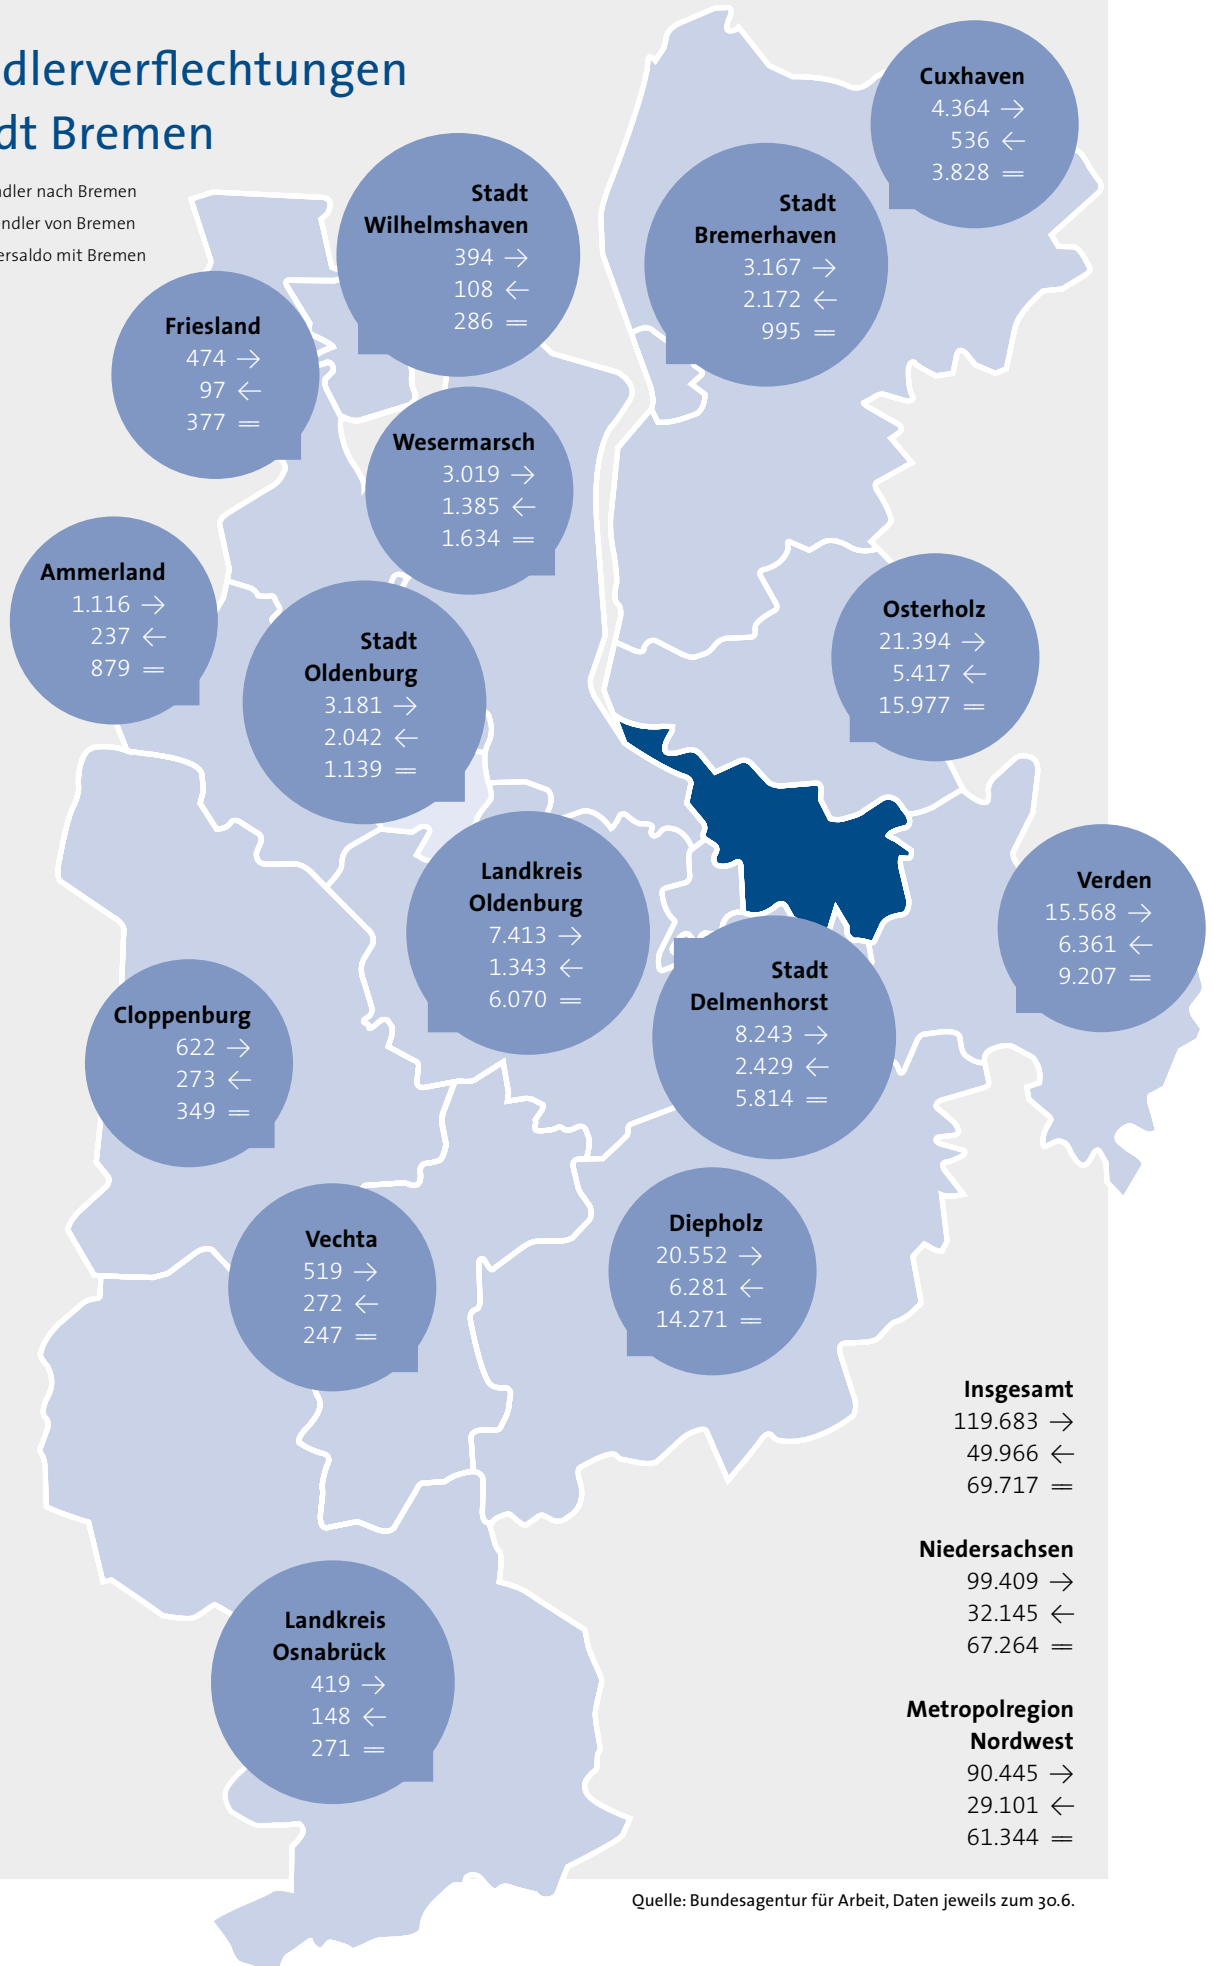 dlerverflechtungen
dt Bremen
ndler nach Bremen
endler von Bremen
ersaldo mit Bremen
Cuxhaven
4.364 →
536 ←
3.828 =
Stadt
Wilhelmshaven
394 →
108 ←
286 =
Stadt
Bremerhaven
3.167 →
2.172 ←
995 =
Friesland
474 →
97 ←
377 =
Wesermarsch
3.019 →
1.385 ←
1.634 =
Ammerland
1.116 →
237 ←
879 =
Stadt
Oldenburg
3.181 →
2.042 ←
1.139 =
Osterholz
21.394 →
5.417 ←
15.977 =
Landkreis
Oldenburg
7.413 →
1.343 ←
6.070 =
Verden
15.568 →
6.361 ←
9.207 =
Stadt
Delmenhorst
8.243 →
2.429 ←
5.814 =
Cloppenburg
622 →
273 ←
349 =
Vechta
519 →
272 ←
247 =
Diepholz
20.552 →
6.281 ←
14.271 =
Landkreis
Osnabrück
419 →
148 ←
271 =
Insgesamt
119.683 →
49.966 ←
69.717 =
Niedersachsen
99.409 →
32.145 ←
67.264 =
Metropolregion
Nordwest
90.445 →
29.101 ←
61.344 =
Quelle: Bundesagentur für Arbeit, Daten jeweils zum 30.6.